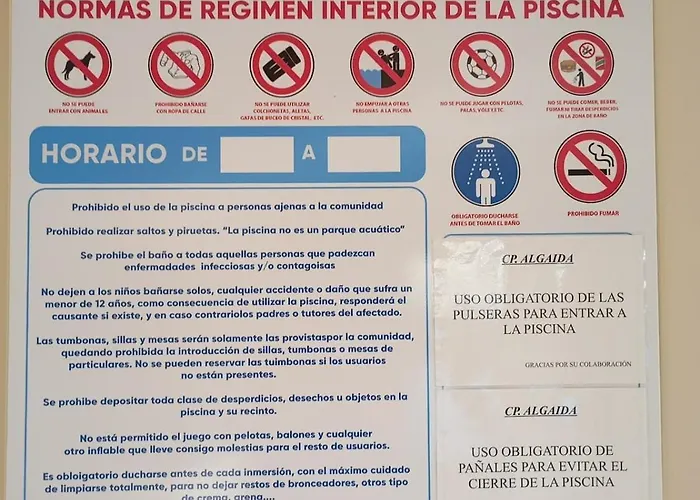 NORMAS DE REGIMEN INTERIOR DE LA PISCINA
NO SE PUEDE
ENTRAR CON ANIMALES
PROHIBIDO BAÑARSE
CON ROPA DE CALLE
NO SE PUEDE UTILIZAR
COLCHONETAS, ALETAS,
GAFAS DE BUCEO DE CRISTAL, ETC.
NO EMPUJAR A OTRAS
PERSONAS A LA PISCINA
NO SE PUEDE JUGAR CON PELOTAS,
PALAS, VOLEY ETC.
NO SE PUEDE COMER, BEBER,
FUMAR NI TIRAR DESPERDICIOS
EN LA ZONA DE BAÑO
HORARIO DE A
OBLIGATORIO DUCHARSE
ANTES DE TOMAR EL BAÑO
PROHIBIDO FUMAR
Prohibido el uso de la piscina a personas ajenas a la comunidad
Prohibido realizar saltos y piruetas. “La piscina no es un parque acuático”
Se prohibe el baño a todas aquellas personas que padezcan
enfermedades infecciosas y/o contagoisas
No dejen a los niños bañarse solos, cualquier accidente o daño que sufra un
menor de 12 años, como consecuencia de utilizar la piscina, responderá el
causante si existe, y en caso contrariolos padres o tutores del afectado.
Las tumbonas, sillas y mesas serán solamente las provistaspor la comunidad,
quedando prohibida la introducción de sillas, tumbonas o mesas de
particulares. No se pueden reservar las tuimbonas si los usuarios
no están presentes.
Se prohibe depositar toda clase de desperdicios, desechos u objetos en la
piscina y su recinto.
No está permitido el juego con pelotas, balones y cualquier
otro inflable que lleve consigo molestias para el resto de usuarios.
Es obloigatorio ducharse antes de cada inmersión, con el máximo cuidado
de limpiarse totalmente, para no dejar restos de bronceadores, otros tipo
de crema, arena....
CP. ALGAIDA
USO OBLIGATORIO DE LAS
PULSERAS PARA ENTRAR A
LA PISCINA
GRACIAS POR SU COLABORACIÓN
CP. ALGAIDA
USO OBLIGATORIO DE
PAÑALES PARA EVITAR EL
CIERRE DE LA PISCINA